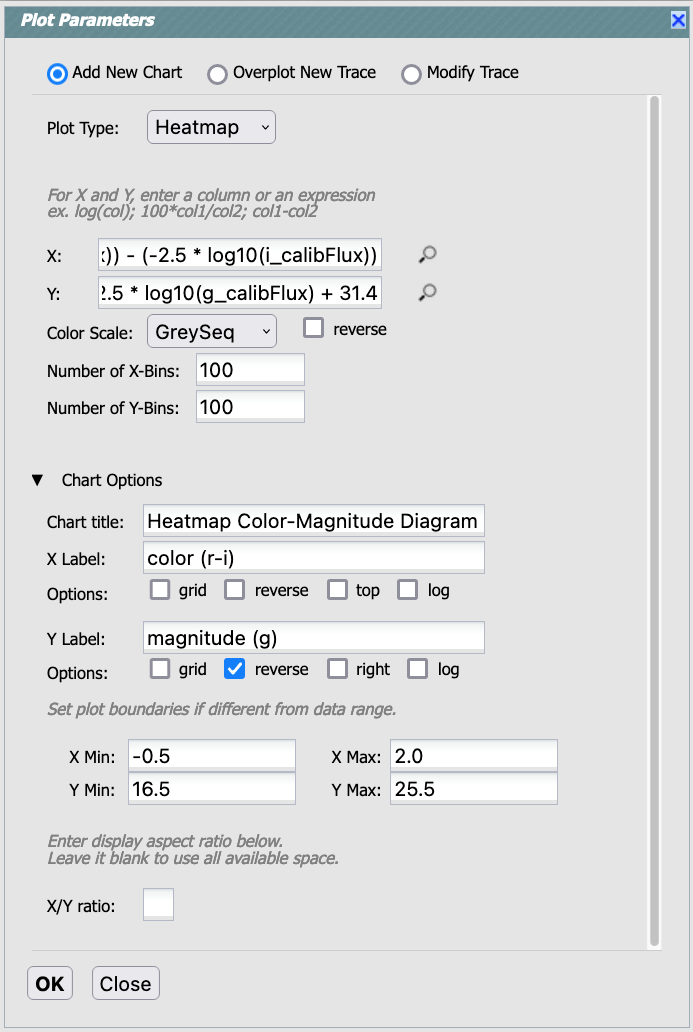 Plot Parameters
Add New Chart Overplot New Trace Modify Trace
Plot Type: Heatmap
For X and Y, enter a column or an expression
ex. log(col); 100*col1/col2; col1-col2
X: )) - (-2.5 * log10(i_calibFlux))
Y: .5 * log10(g_calibFlux) + 31.4
Color Scale: GreySeq reverse
Number of X-Bins: 100
Number of Y-Bins: 100
▼ Chart Options
Chart title: Heatmap Color-Magnitude Diagram
X Label: color (r-i)
Options: grid reverse top log
Y Label: magnitude (g)
Options: grid reverse right log
Set plot boundaries if different from data range.
X Min: -0.5 X Max: 2.0
Y Min: 16.5 Y Max: 25.5
Enter display aspect ratio below.
Leave it blank to use all available space.
X/Y ratio:
OK Close